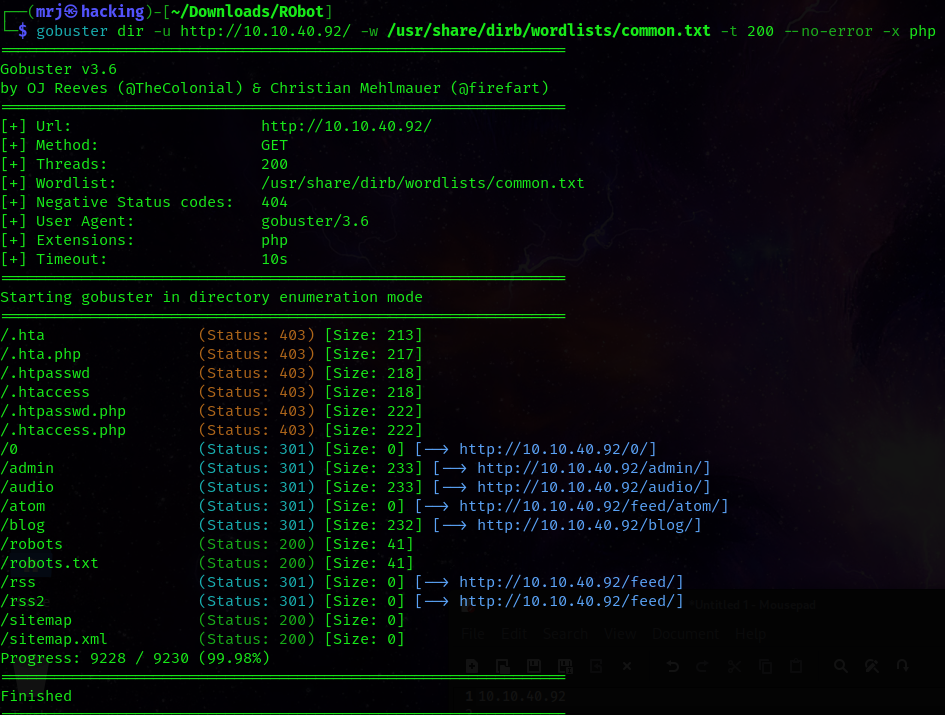 ┌──(mrj㉿hacking)-[~/Downloads/RObot]
└─$ gobuster dir -u http://10.10.40.92/ -w /usr/share/dirb/wordlists/common.txt -t 200 --no-error -x php
===============================================================
Gobuster v3.6
by OJ Reeves (@TheColonial) & Christian Mehlmauer (@firefart)
===============================================================
[+] Url:                     http://10.10.40.92/
[+] Method:                  GET
[+] Threads:                 200
[+] Wordlist:                /usr/share/dirb/wordlists/common.txt
[+] Negative Status codes:   404
[+] User Agent:              gobuster/3.6
[+] Extensions:              php
[+] Timeout:                 10s
===============================================================
Starting gobuster in directory enumeration mode
===============================================================
/.hta                 (Status: 403) [Size: 213]
/.hta.php             (Status: 403) [Size: 217]
/.htpasswd            (Status: 403) [Size: 218]
/.htaccess            (Status: 403) [Size: 218]
/.htpasswd.php        (Status: 403) [Size: 222]
/.htaccess.php        (Status: 403) [Size: 222]
/0                    (Status: 301) [Size: 0] [--> http://10.10.40.92/0/]
/admin                (Status: 301) [Size: 233] [--> http://10.10.40.92/admin/]
/audio                (Status: 301) [Size: 233] [--> http://10.10.40.92/audio/]
/atom                 (Status: 301) [Size: 0] [--> http://10.10.40.92/feed/atom/]
/blog                 (Status: 301) [Size: 232] [--> http://10.10.40.92/blog/]
/robots               (Status: 200) [Size: 41]
/robots.txt           (Status: 200) [Size: 41]
/rss                  (Status: 301) [Size: 0] [--> http://10.10.40.92/feed/]
/rss2                 (Status: 301) [Size: 0] [--> http://10.10.40.92/feed/]
*Untitled 1 - Mousepad
/sitemap              (Status: 200) [Size: 0]
File Edit Search View Document Help
/sitemap.xml          (Status: 200) [Size: 0]
Progress: 9228 / 9230 (99.98%)
===============================================================
Finished
1 10.10.40.92
===============================================================